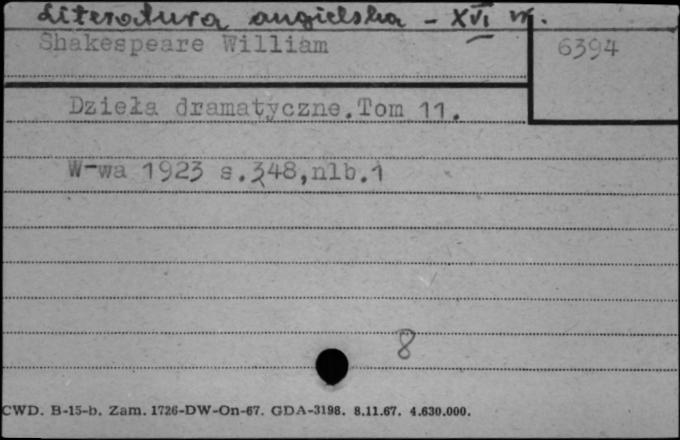 Literatura angielska - XVI w.
Shakespeare William
6394
Dzieła dramatyczne.Tom 11.
W-wa 1923 s.348,nlb.1
8
CWD. B-15-b. Zam. 1726-DW-On-67. GDA-3198. 8.11.67. 4.630.000.